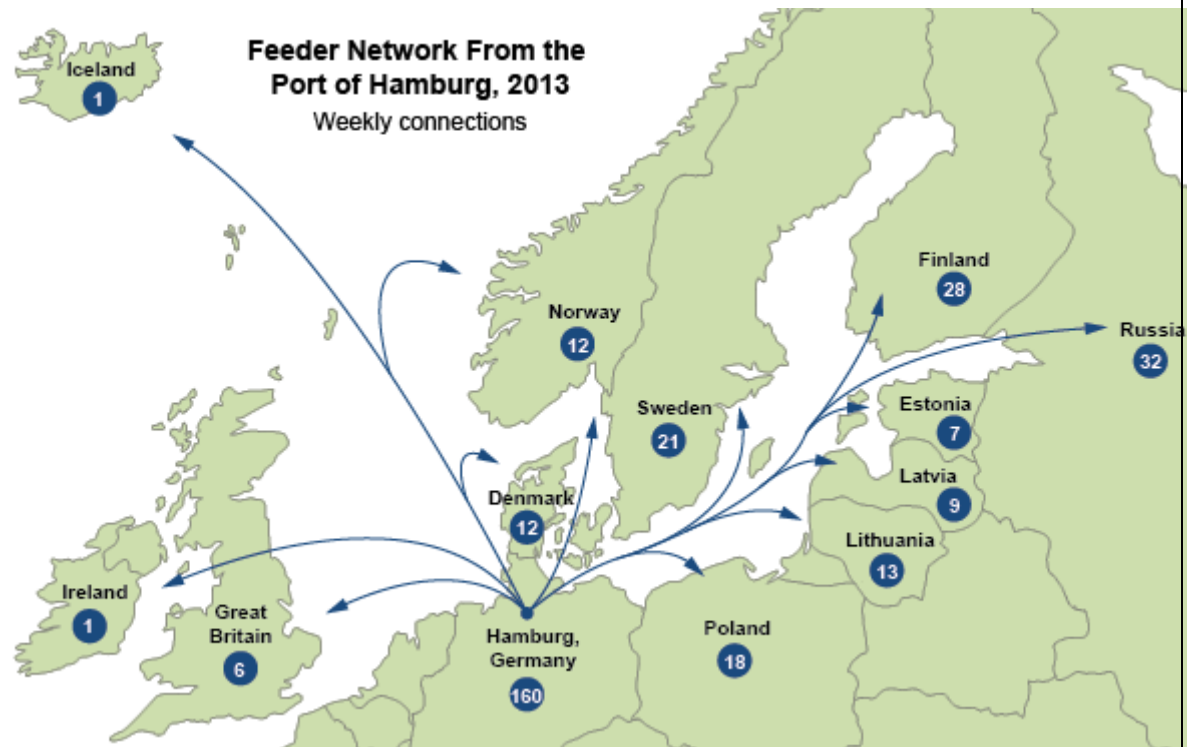 Feeder Network From the
Port of Hamburg, 2013
Weekly connections
Iceland
1
Finland
28
Norway
12
Russia
32
Sweden
21
Estonia
7
Latvia
9
Denmark
12
Lithuania
13
Ireland
1
Great
Britain
6
Hamburg,
Germany
160
Poland
18